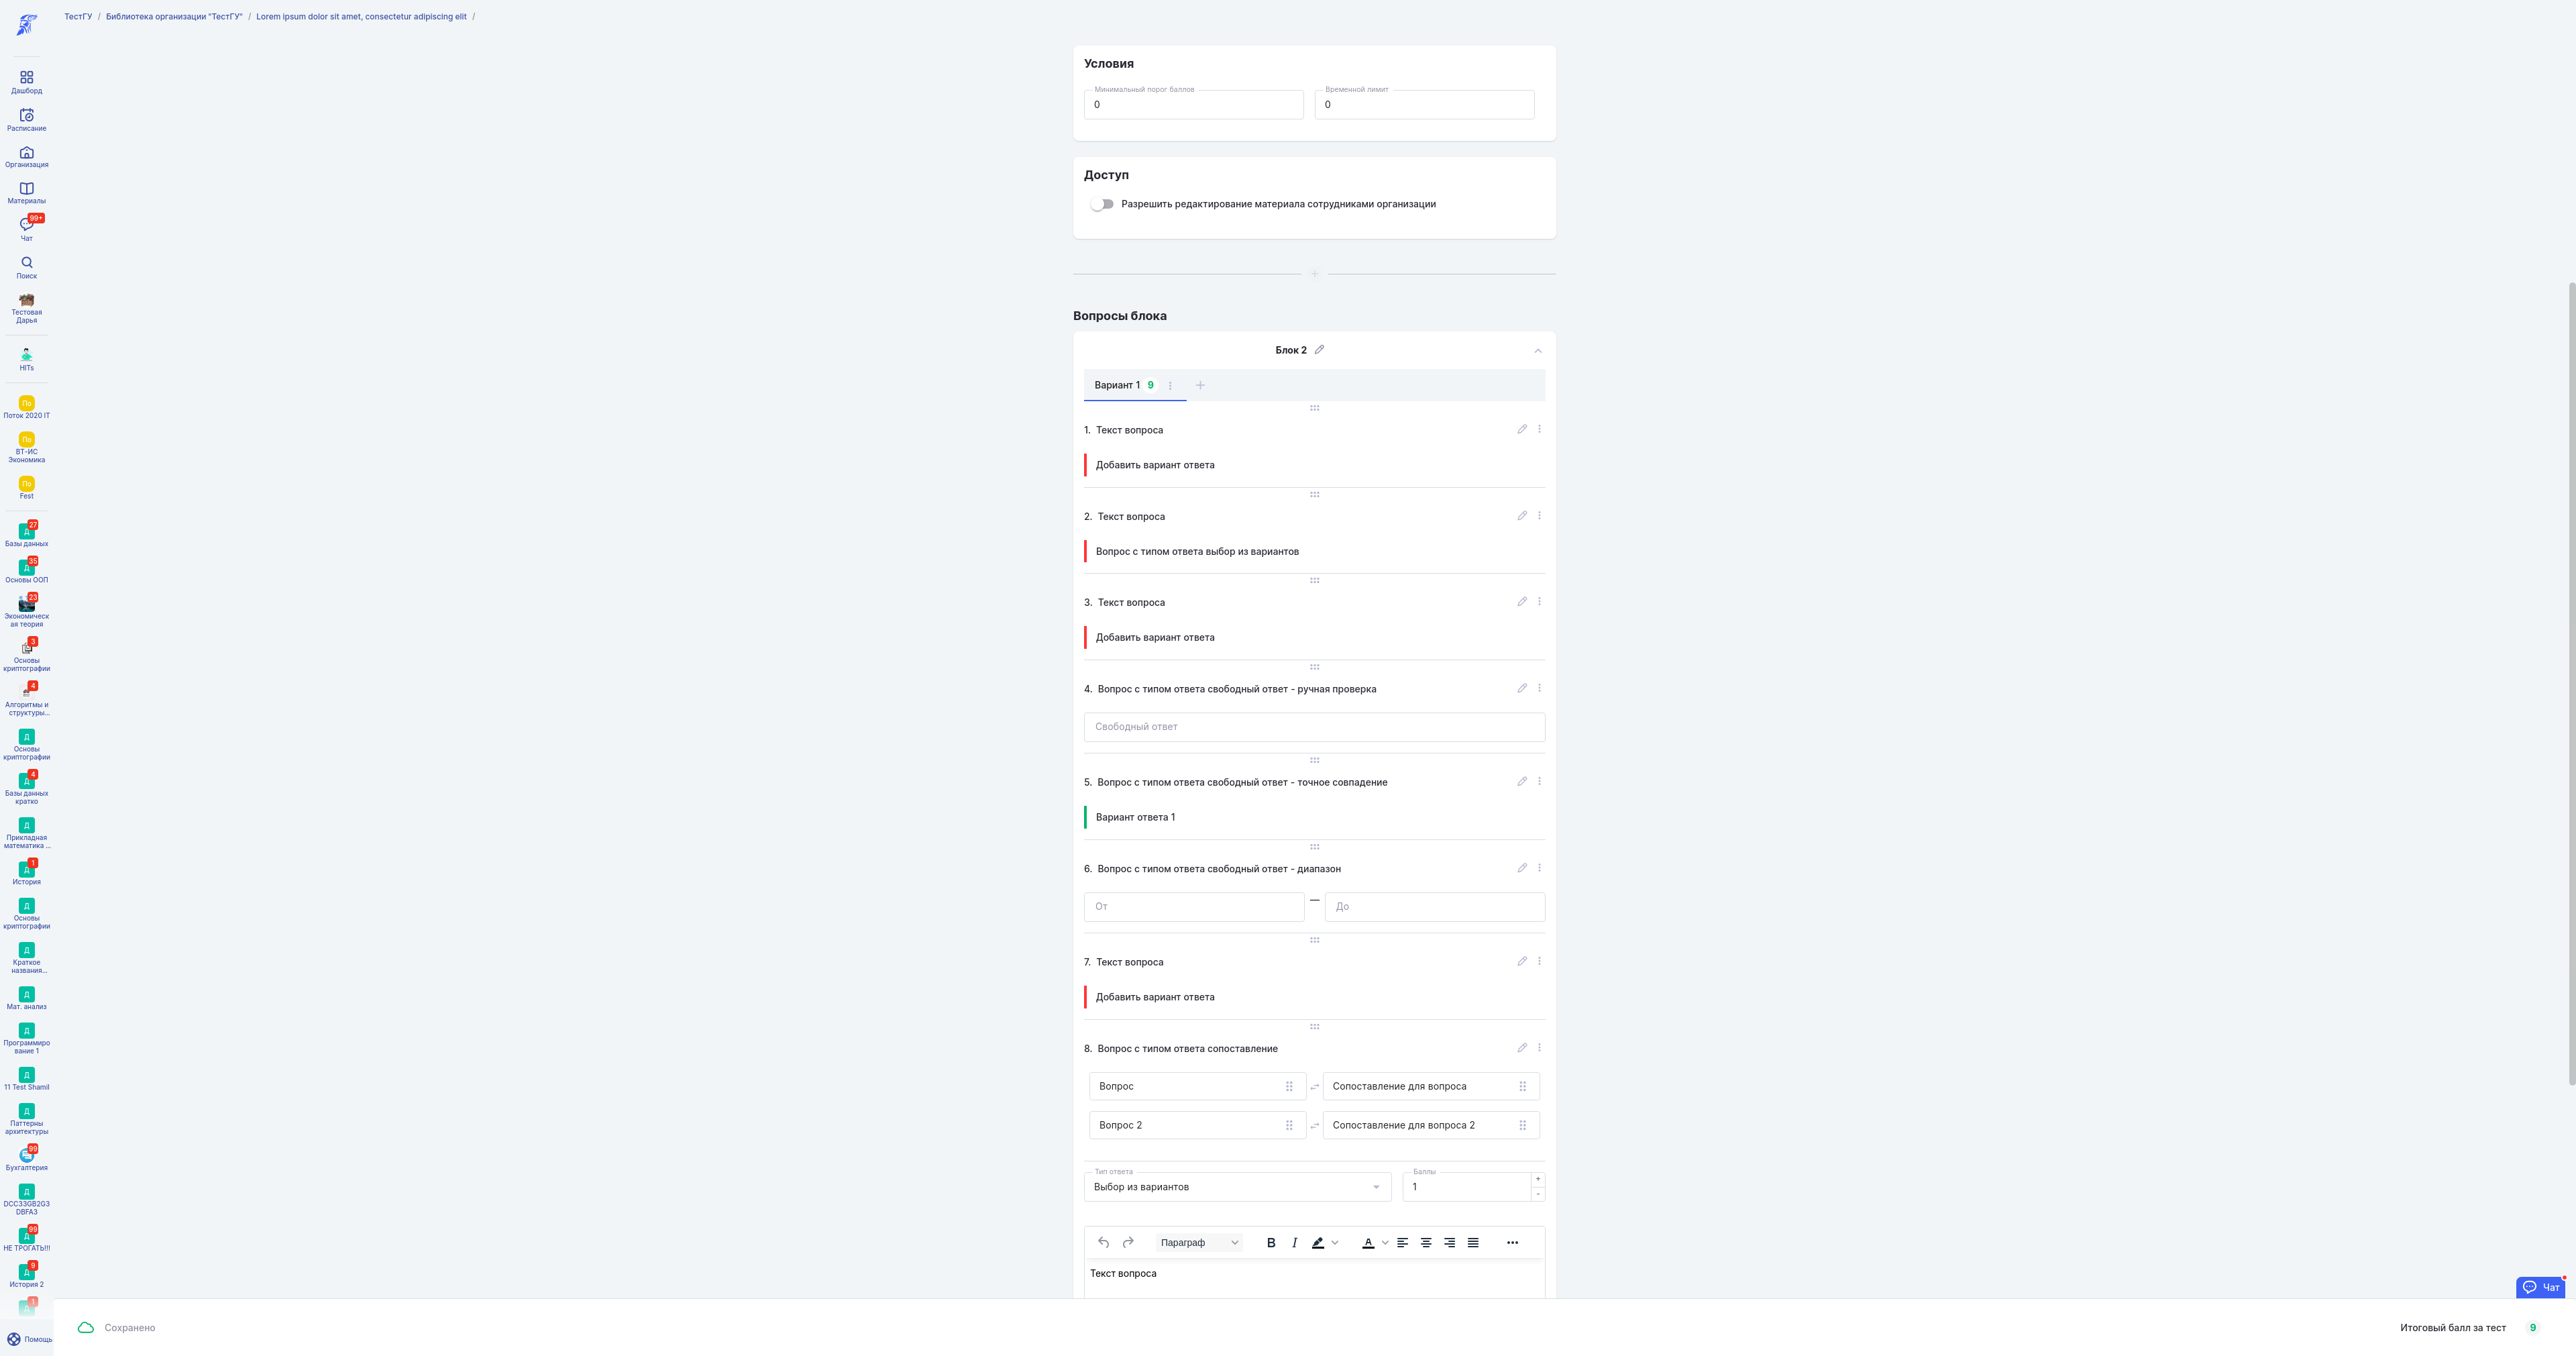 ТестГУ / Библиотека организации "ТестГУ" / Lorem ipsum dolor sit amet, consectetur adipiscing elit /
Дашборд
Расписание
Организация
Материалы
99+
Чат
Поиск
Тестовая
Дарья
HITs
По
Поток 2020 IT
По
ВТ-ИС
Экономика
По
Fest
27
Д
Базы данных
35
Д
Основы ООП
23
Экономическ
ая теория
3
Основы
криптографии
4
Алгоритмы и
структуры...
Д
Основы
криптографии
4
Д
Базы данных
кратко
Д
Прикладная
математика ...
1
Д
История
Д
Основы
криптографии
Д
Краткое
названия...
Д
Мат. анализ
Д
Программиро
вание 1
Д
11 Test Shamil
Д
Паттерны
архитектуры
99
Бухгалтерия
Д
DCC33GB2G3
DBFA3
99
Д
НЕ ТРОГАТЬ!!!
9
Д
История 2
1
Д
Помощь
Условия
Минимальный порог баллов
0
Временной лимит
0
Доступ
Разрешить редактирование материала сотрудниками организации
Вопросы блока
Блок 2
Вариант 1 9
1. Текст вопроса
Добавить вариант ответа
2. Текст вопроса
Вопрос с типом ответа выбор из вариантов
3. Текст вопроса
Добавить вариант ответа
4. Вопрос с типом ответа свободный ответ - ручная проверка
Свободный ответ
5. Вопрос с типом ответа свободный ответ - точное совпадение
Вариант ответа 1
6. Вопрос с типом ответа свободный ответ - диапазон
От — До
7. Текст вопроса
Добавить вариант ответа
8. Вопрос с типом ответа сопоставление
Вопрос
Сопоставление для вопроса
Вопрос 2
Сопоставление для вопроса 2
Тип ответа
Выбор из вариантов
Баллы
1
+
-
Параграф B I A
Текст вопроса
Чат
Сохранено
Итоговый балл за тест 9